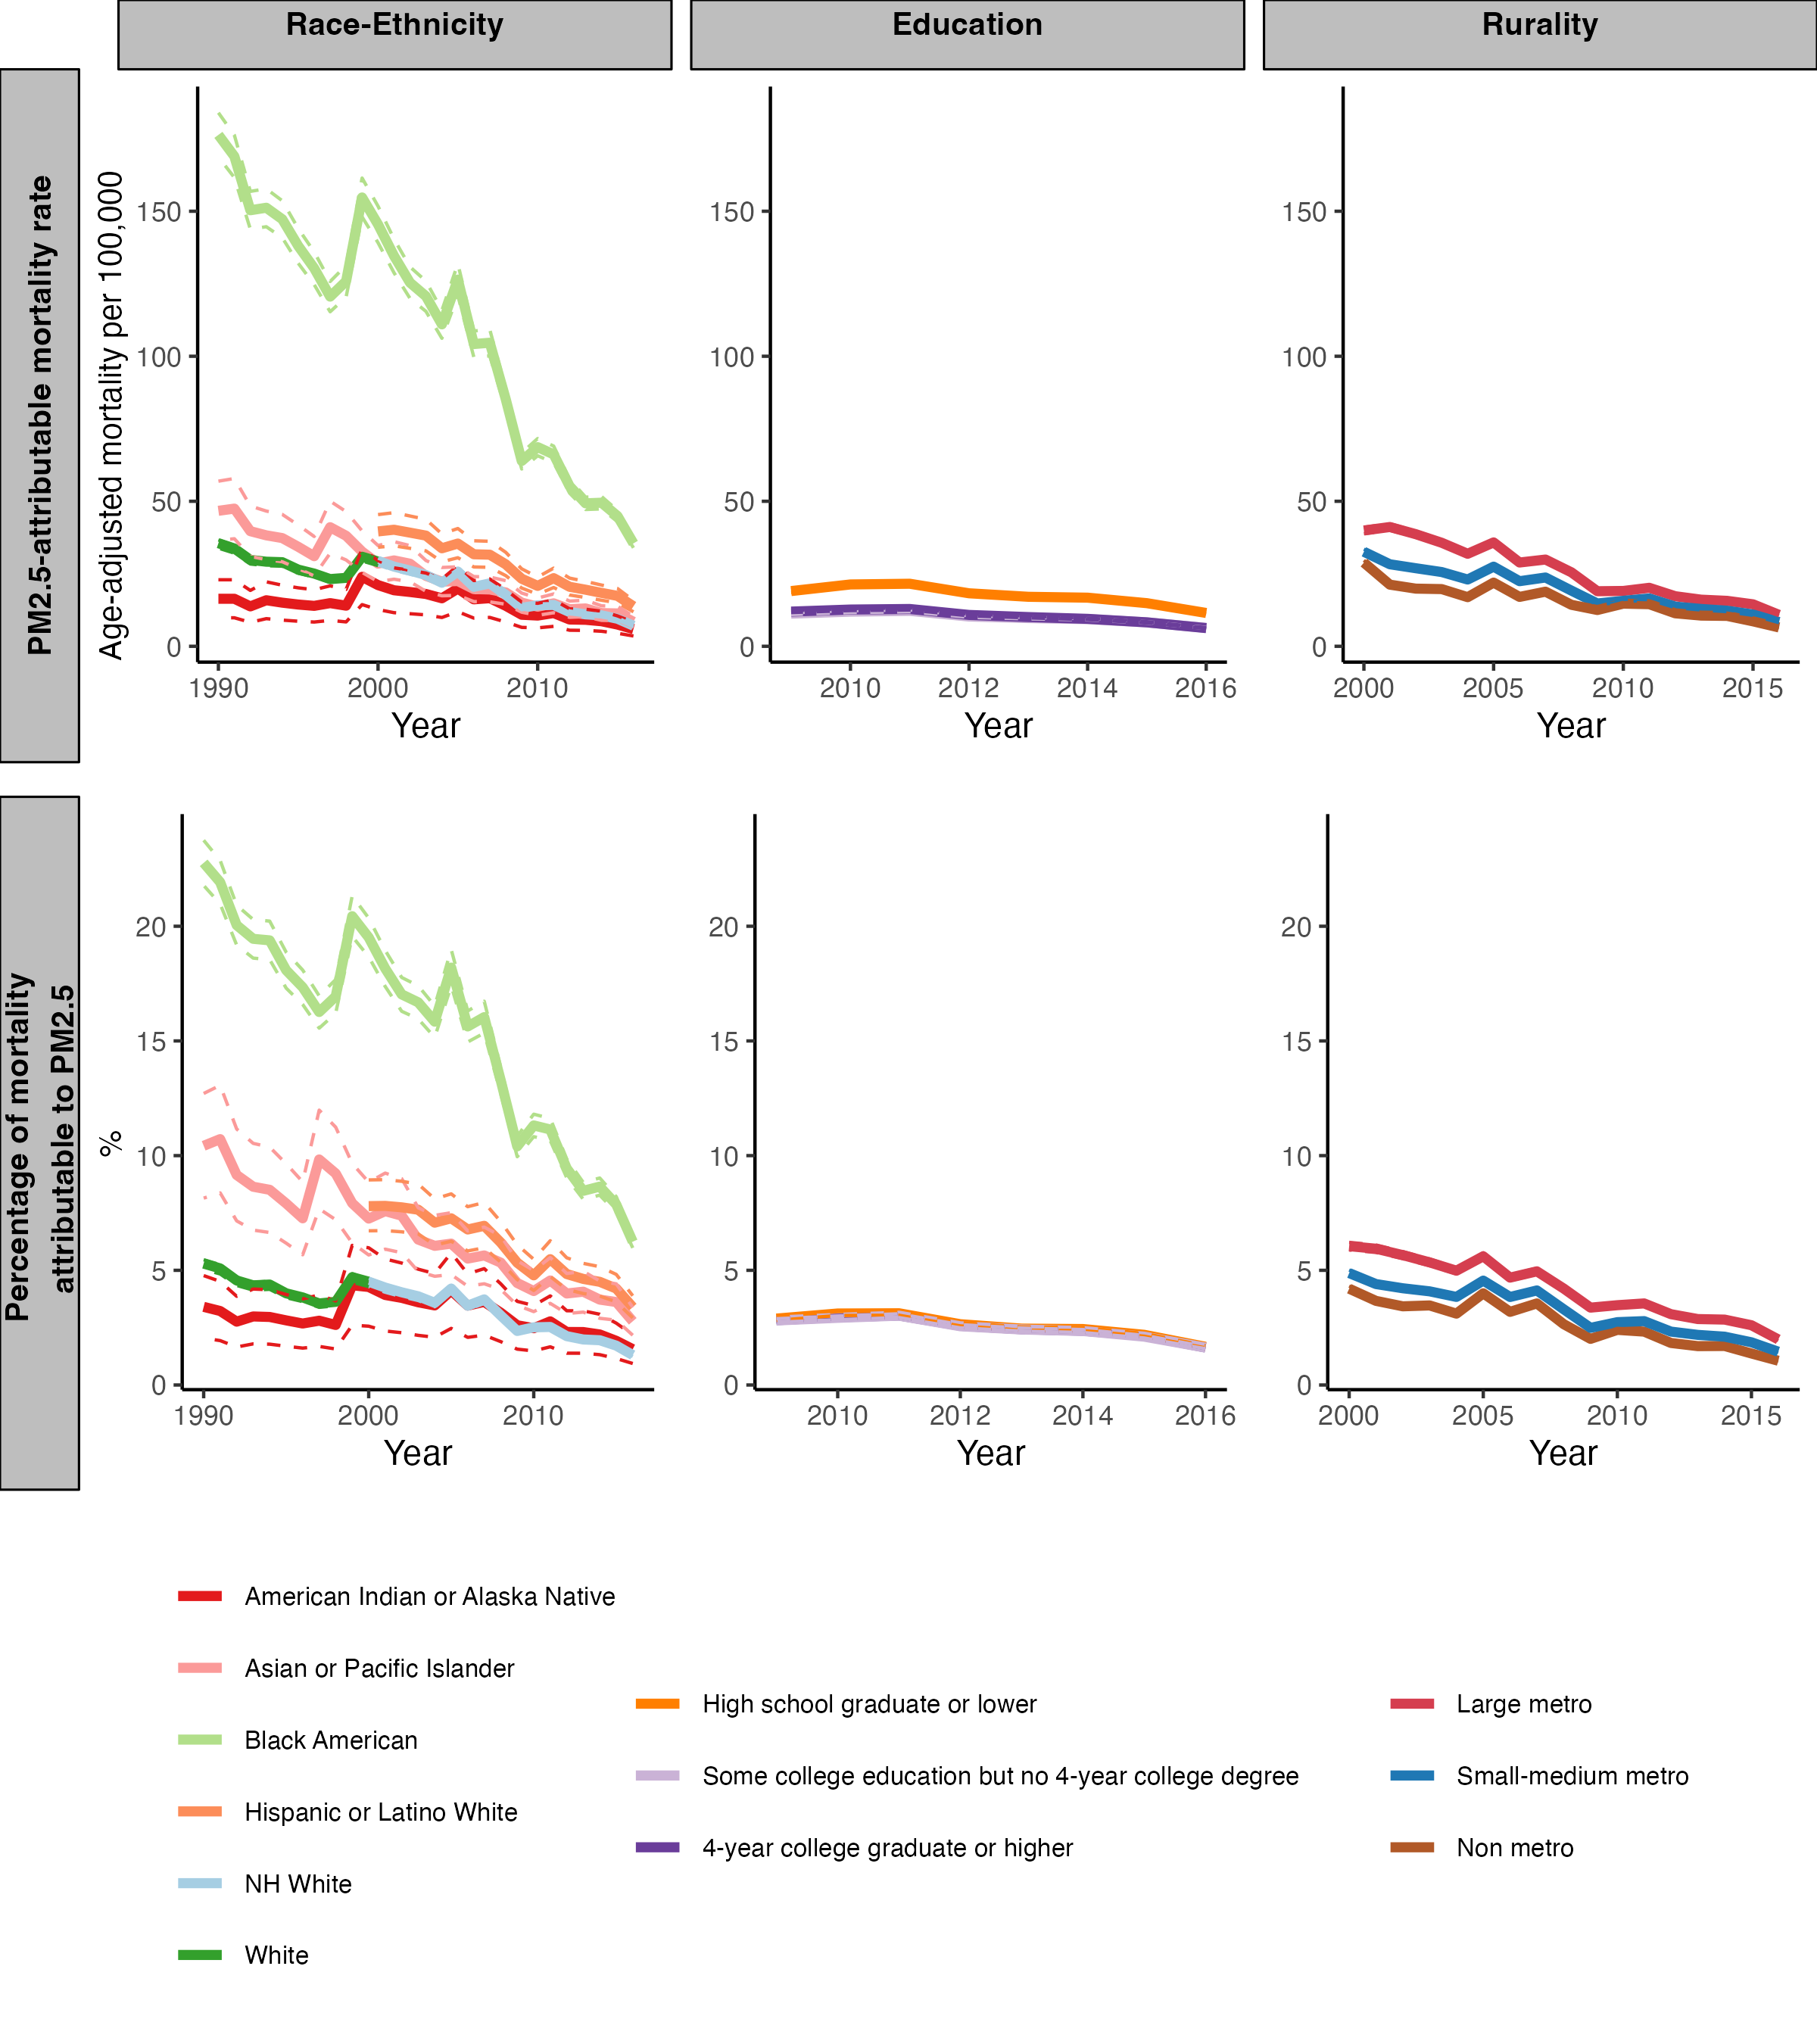 Race-Ethnicity
Education
Rurality
PM2.5-attributable mortality rate
Age-adjusted mortality per 100,000
150
100
50
0
1990
2000
2010
Year
150
100
50
0
2010
2012
2014
2016
Year
150
100
50
0
2000
2005
2010
2015
Year
Percentage of mortality
attributable to PM2.5
%
20
15
10
5
0
1990
2000
2010
Year
20
15
10
5
0
2010
2012
2014
2016
Year
20
15
10
5
0
2000
2005
2010
2015
Year
American Indian or Alaska Native
Asian or Pacific Islander
Black American
Hispanic or Latino White
NH White
White
High school graduate or lower
Some college education but no 4-year college degree
4-year college graduate or higher
Large metro
Small-medium metro
Non metro